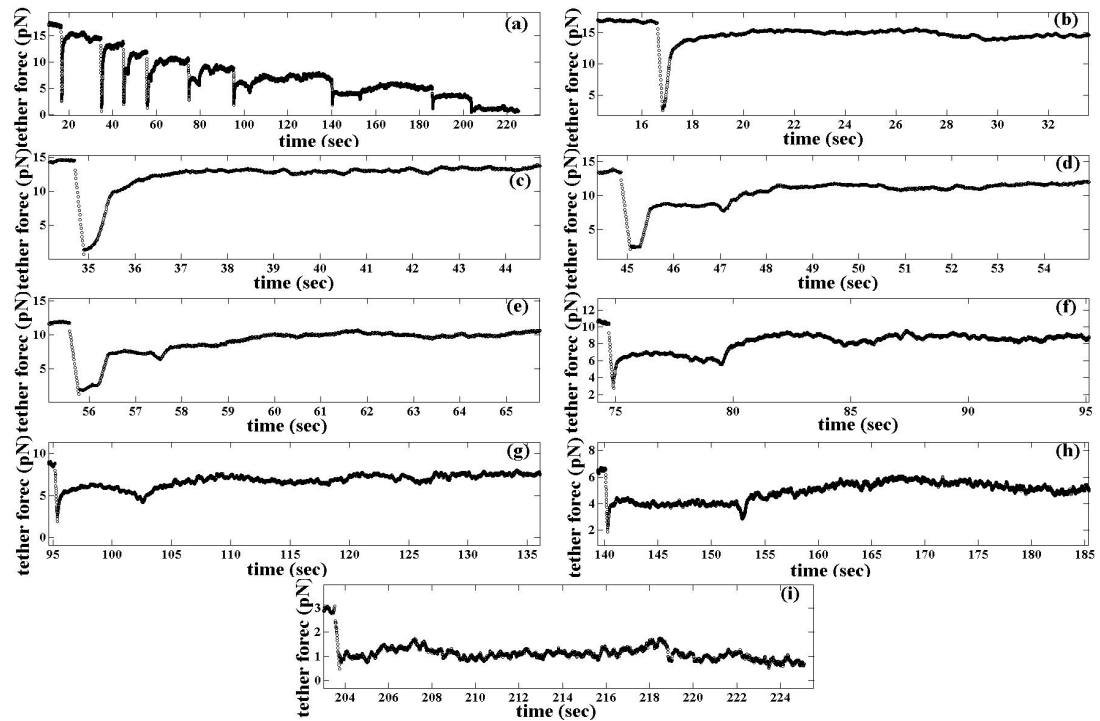 tether forec (pN)
15
10
5
0
(a)
20 40 60 80 100 120 140 160 180 200 220
time (sec)
tether forec (pN)
15
10
5
(b)
16 18 20 22 24 26 28 30 32
time (sec)
tether forec (pN)
15
10
5
(c)
35 36 37 38 39 40 41 42 43 44
time (sec)
tether forec (pN)
15
10
5
(d)
45 46 47 48 49 50 51 52 53 54
time (sec)
tether forec (pN)
15
10
5
(e)
56 57 58 59 60 61 62 63 64 65
time (sec)
tether forec (pN)
12
10
8
6
4
2
(f)
75 80 85 90 95
time (sec)
tether forec (pN)
10
5
0
(g)
95 100 105 110 115 120 125 130 135
time (sec)
tether forec (pN)
8
6
4
2
(h)
140 145 150 155 160 165 170 175 180 185
time (sec)
tether forec (pN)
3
2
1
0
(i)
204 206 208 210 212 214 216 218 220 222 224
time (sec)